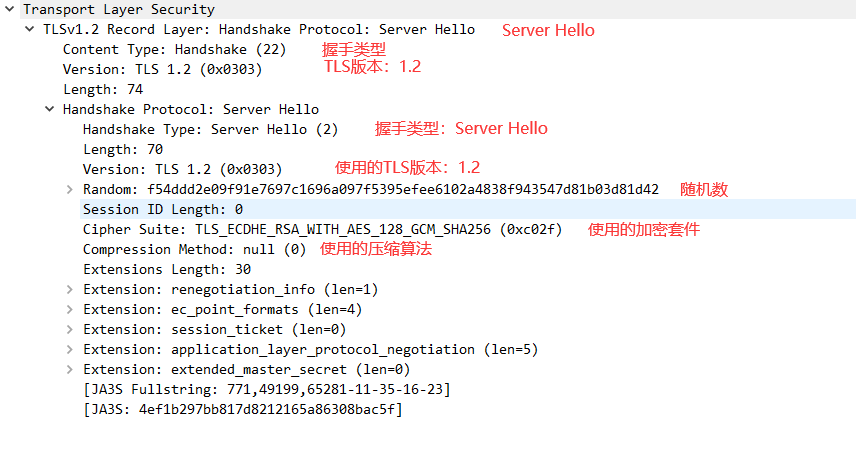 Transport Layer Security
TLSv1.2 Record Layer: Handshake Protocol: Server Hello Server Hello
Content Type: Handshake (22) 握手类型
Version: TLS 1.2 (0x0303) TLS版本：1.2
Length: 74
Handshake Protocol: Server Hello
Handshake Type: Server Hello (2) 握手类型：Server Hello
Length: 70
Version: TLS 1.2 (0x0303) 使用的TLS版本：1.2
Random: f54ddd2e09f91e7697c1696a097f5395efee6102a4838f943547d81b03d81d42 随机数
Session ID Length: 0
Cipher Suite: TLS_ECDHE_RSA_WITH_AES_128_GCM_SHA256 (0xc02f) 使用的加密套件
Compression Method: null (0) 使用的压缩算法
Extensions Length: 30
Extension: renegotiation_info (len=1)
Extension: ec_point_formats (len=4)
Extension: session_ticket (len=0)
Extension: application_layer_protocol_negotiation (len=5)
Extension: extended_master_secret (len=0)
[JA3S Fullstring: 771,49199,65281-11-35-16-23]
[JA3S: 4ef1b297bb817d8212165a86308bac5f]